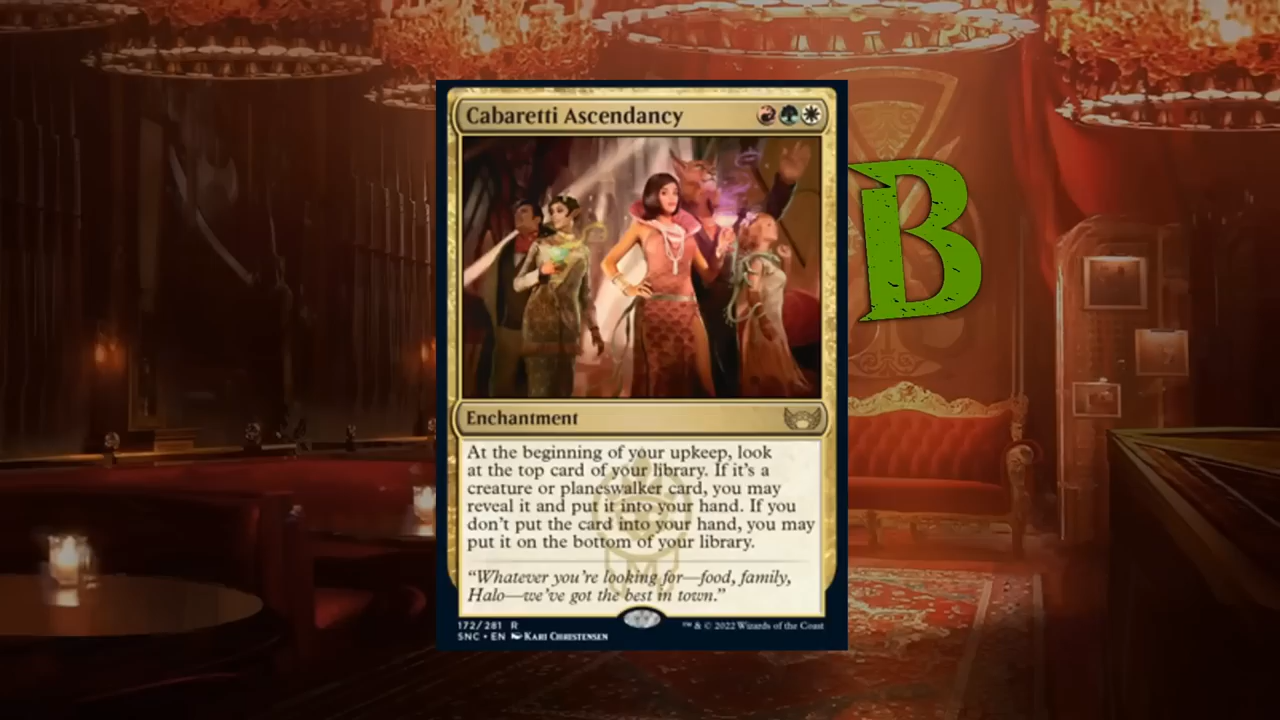 Cabaretti Ascendancy
B
Enchantment
At the beginning of your upkeep, look
at the top card of your library. If it's a
creature or planeswalker card, you may
reveal it and put it into your hand. If you
don't put the card into your hand, you may
put it on the bottom of your library.
"Whatever you're looking for—food, family,
Halo—we've got the best in town."
172/281 R
SNC • EN KARI CHRISTENSEN
™ & © 2022 Wizards of the Coast